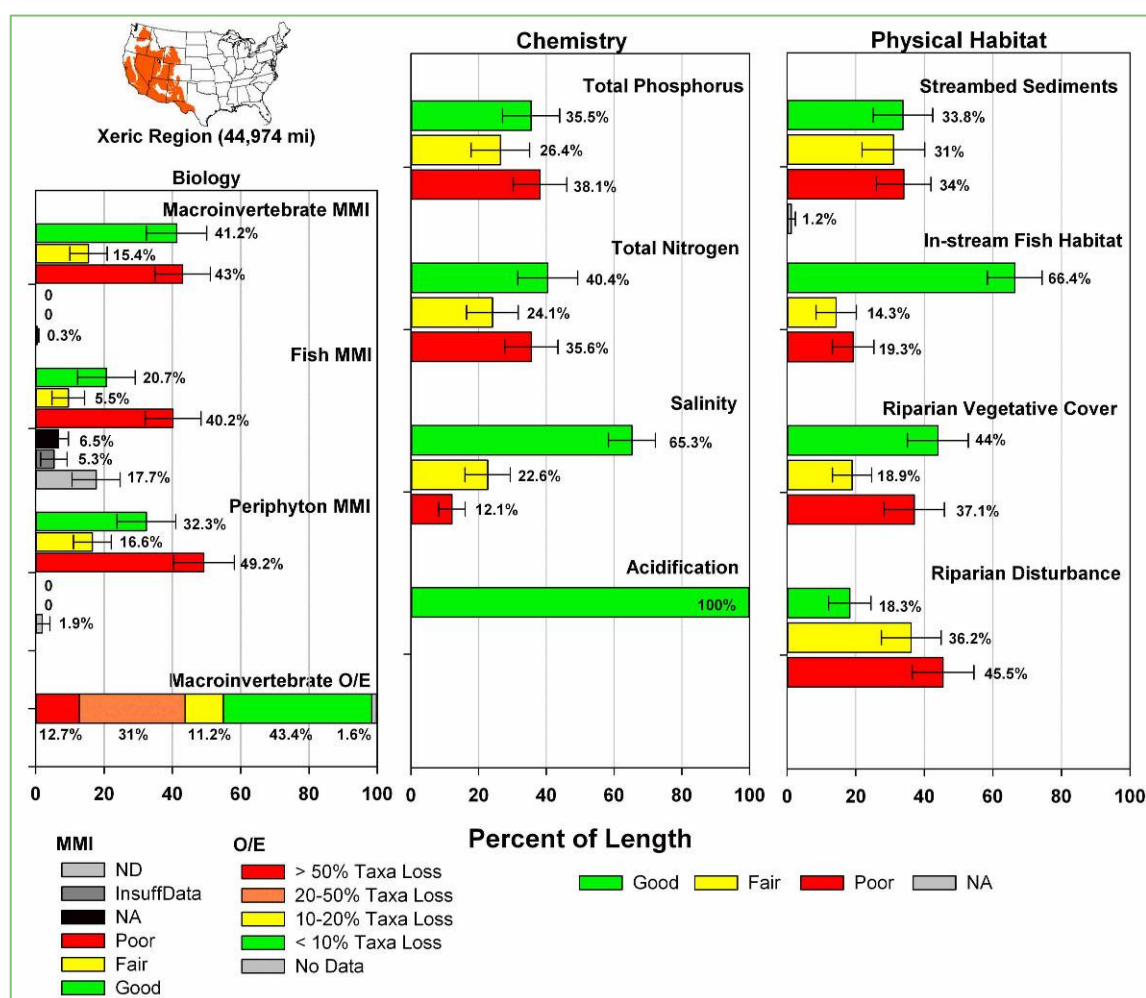 Xeric Region (44,974 mi)
Biology
Macroinvertebrate MMI
41.2%
15.4%
43%
0
0
0.3%
Fish MMI
20.7%
5.5%
40.2%
6.5%
5.3%
17.7%
Periphyton MMI
32.3%
16.6%
49.2%
0
0
1.9%
Macroinvertebrate O/E
12.7% 31% 11.2% 43.4% 1.6%
0 20 40 60 80 100
Chemistry
Total Phosphorus
35.5%
26.4%
38.1%
Total Nitrogen
40.4%
24.1%
35.6%
Salinity
65.3%
22.6%
12.1%
Acidification
100%
0 20 40 60 80 100
Physical Habitat
Streambed Sediments
33.8%
31%
34%
1.2%
In-stream Fish Habitat
66.4%
14.3%
19.3%
Riparian Vegetative Cover
44%
18.9%
37.1%
Riparian Disturbance
18.3%
36.2%
45.5%
0 20 40 60 80 100
Percent of Length
MMI
ND
InsuffData
NA
Poor
Fair
Good
O/E
> 50% Taxa Loss
20-50% Taxa Loss
10-20% Taxa Loss
< 10% Taxa Loss
No Data
Good Fair Poor NA